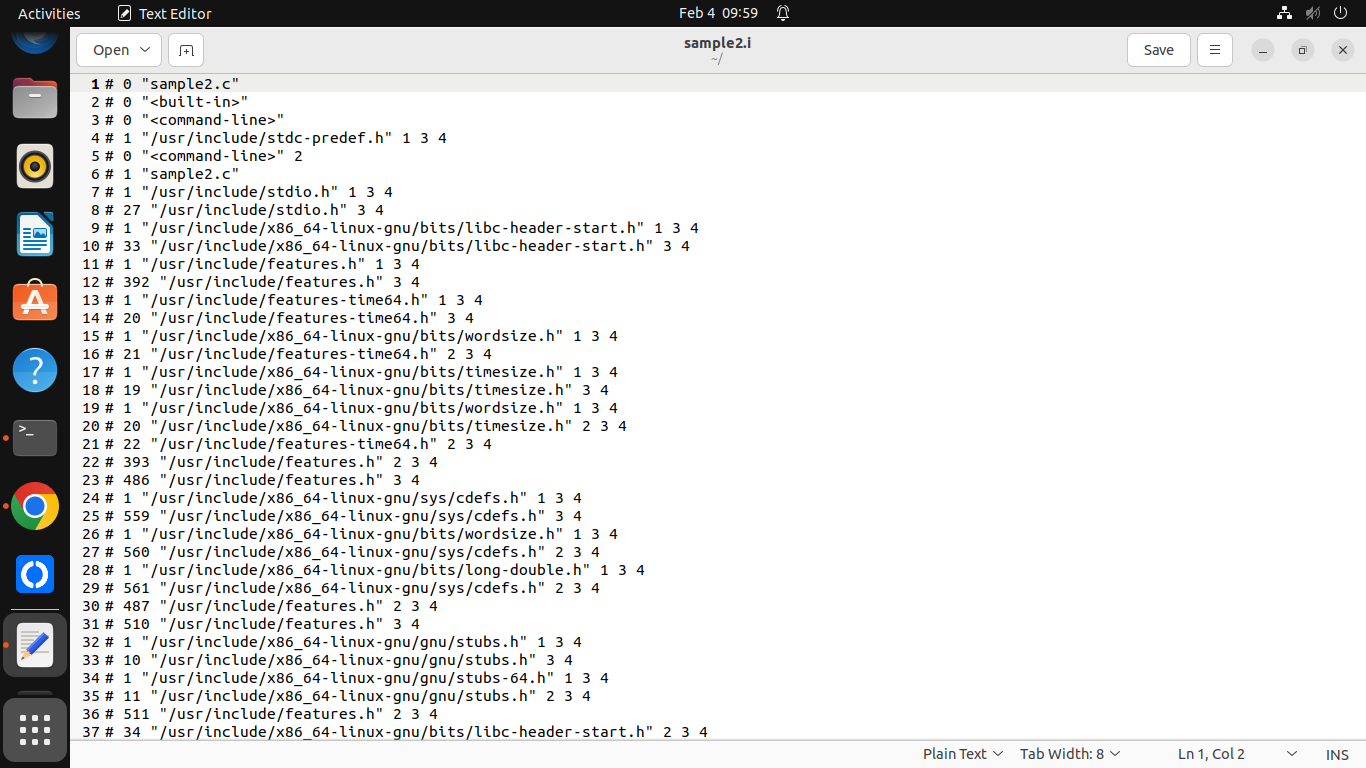 Activities
Text Editor
Feb 4 09:59
Open
sample2.i
~/
Save
1 # 0 "sample2.c"
2 # 0 "<built-in>"
3 # 0 "<command-line>"
4 # 1 "/usr/include/stdc-predef.h" 1 3 4
5 # 0 "<command-line>" 2
6 # 1 "sample2.c"
7 # 1 "/usr/include/stdio.h" 1 3 4
8 # 27 "/usr/include/stdio.h" 3 4
9 # 1 "/usr/include/x86_64-linux-gnu/bits/libc-header-start.h" 1 3 4
10 # 33 "/usr/include/x86_64-linux-gnu/bits/libc-header-start.h" 3 4
11 # 1 "/usr/include/features.h" 1 3 4
12 # 392 "/usr/include/features.h" 3 4
13 # 1 "/usr/include/features-time64.h" 1 3 4
14 # 20 "/usr/include/features-time64.h" 3 4
15 # 1 "/usr/include/x86_64-linux-gnu/bits/wordsize.h" 1 3 4
16 # 21 "/usr/include/features-time64.h" 2 3 4
17 # 1 "/usr/include/x86_64-linux-gnu/bits/timesize.h" 1 3 4
18 # 19 "/usr/include/x86_64-linux-gnu/bits/timesize.h" 3 4
19 # 1 "/usr/include/x86_64-linux-gnu/bits/wordsize.h" 1 3 4
20 # 20 "/usr/include/x86_64-linux-gnu/bits/timesize.h" 2 3 4
21 # 22 "/usr/include/features-time64.h" 2 3 4
22 # 393 "/usr/include/features.h" 2 3 4
23 # 486 "/usr/include/features.h" 3 4
24 # 1 "/usr/include/x86_64-linux-gnu/sys/cdefs.h" 1 3 4
25 # 559 "/usr/include/x86_64-linux-gnu/sys/cdefs.h" 3 4
26 # 1 "/usr/include/x86_64-linux-gnu/bits/wordsize.h" 1 3 4
27 # 560 "/usr/include/x86_64-linux-gnu/sys/cdefs.h" 2 3 4
28 # 1 "/usr/include/x86_64-linux-gnu/bits/long-double.h" 1 3 4
29 # 561 "/usr/include/x86_64-linux-gnu/sys/cdefs.h" 2 3 4
30 # 487 "/usr/include/features.h" 2 3 4
31 # 510 "/usr/include/features.h" 3 4
32 # 1 "/usr/include/x86_64-linux-gnu/gnu/stubs.h" 1 3 4
33 # 10 "/usr/include/x86_64-linux-gnu/gnu/stubs.h" 3 4
34 # 1 "/usr/include/x86_64-linux-gnu/gnu/stubs-64.h" 1 3 4
35 # 11 "/usr/include/x86_64-linux-gnu/gnu/stubs.h" 2 3 4
36 # 511 "/usr/include/features.h" 2 3 4
37 # 34 "/usr/include/x86_64-linux-gnu/bits/libc-header-start.h" 2 3 4
Plain Text
Tab Width: 8
Ln 1, Col 2
INS